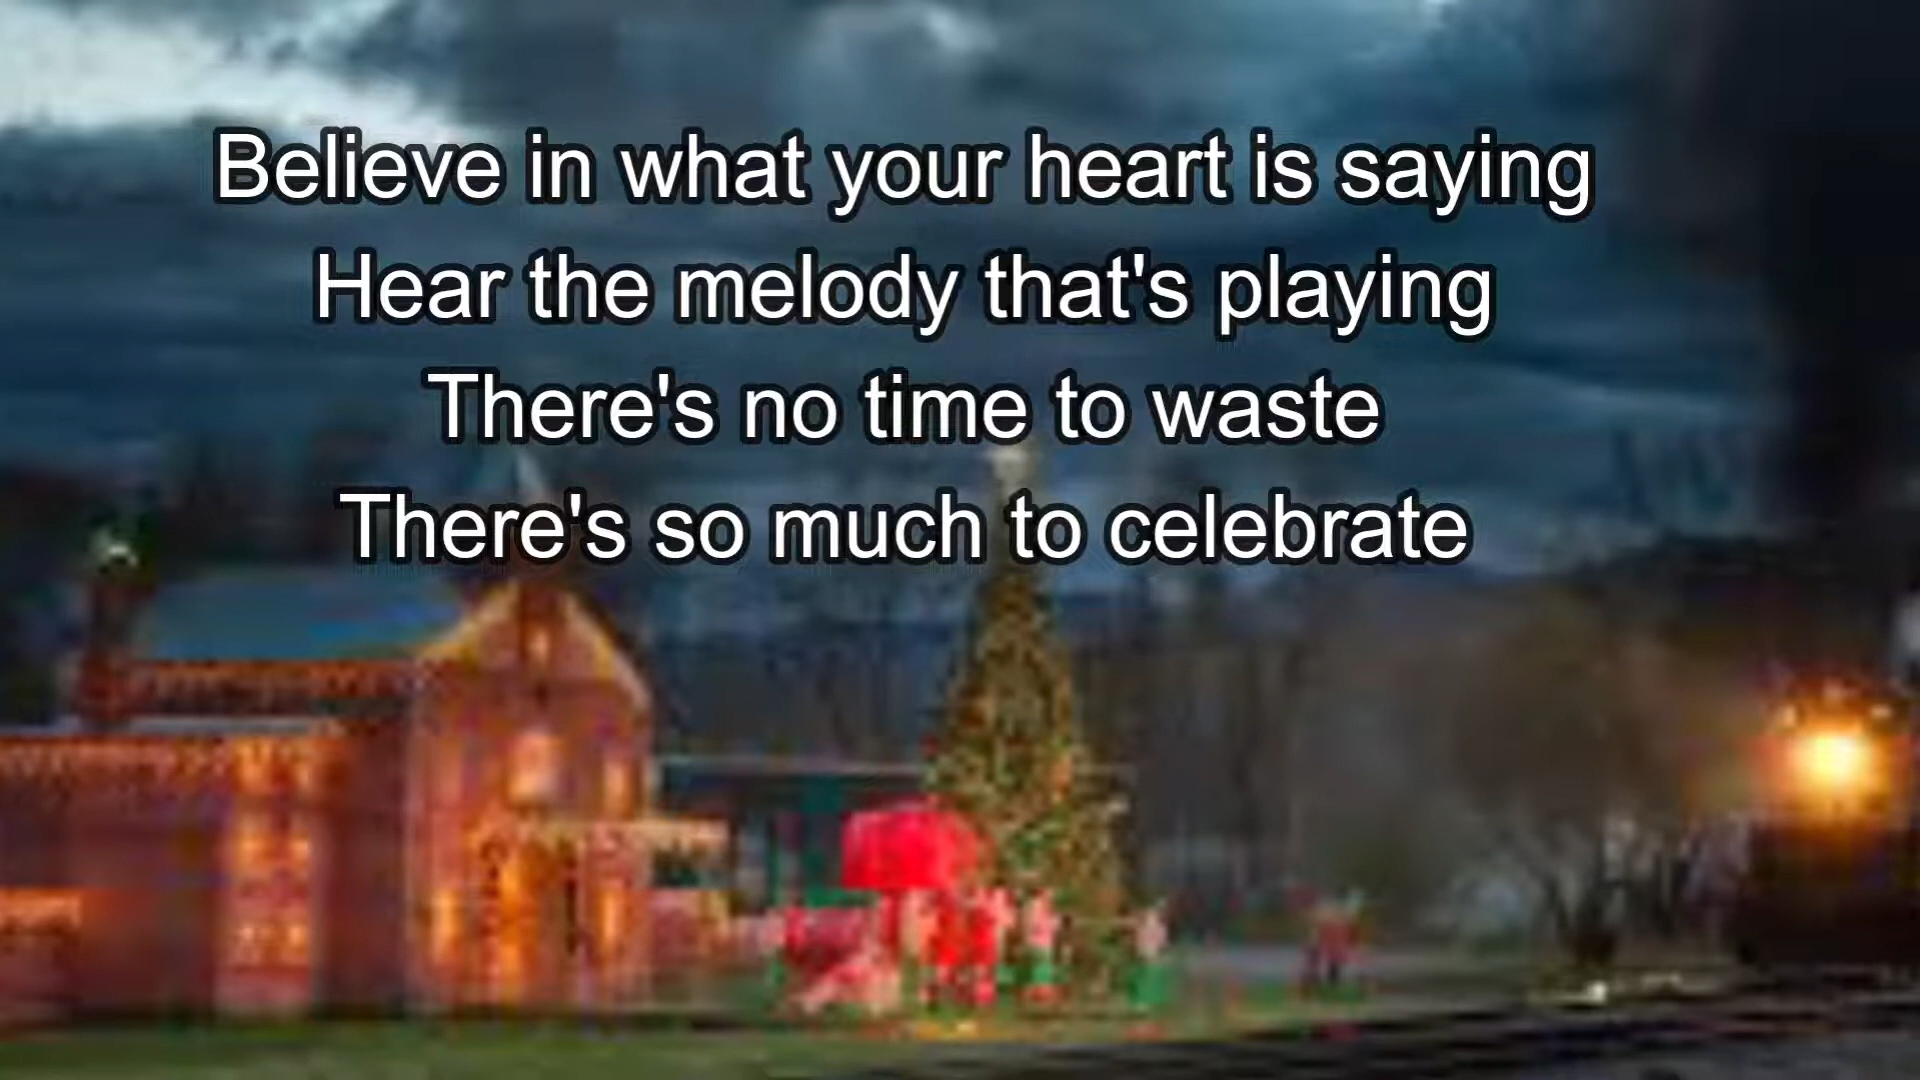 Believe in what your heart is saying
Hear the melody that's playing
There's no time to waste
There's so much to celebrate